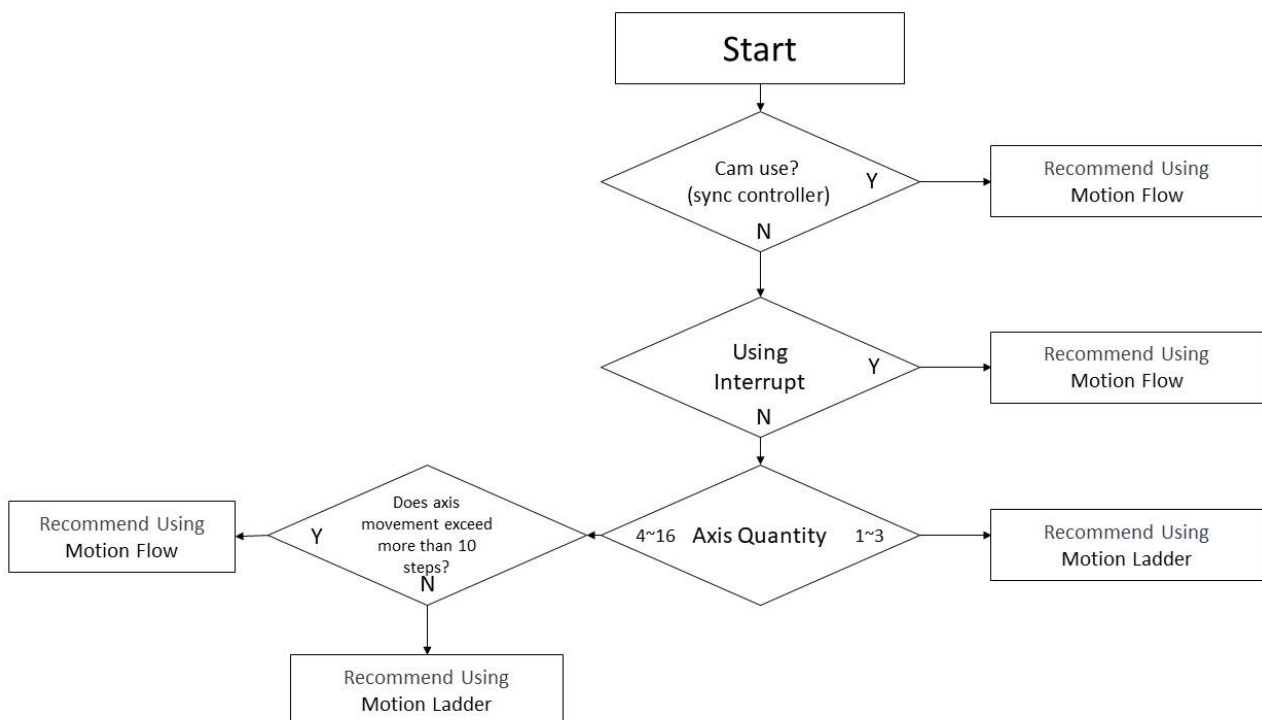 Start
Cam use?
(sync controller)
Y
N
Recommend Using
Motion Flow
Using
Interrupt
Y
N
Recommend Using
Motion Flow
Axis Quantity
4~16
1~3
Recommend Using
Motion Ladder
Does axis
movement exceed
more than 10
steps?
Y
N
Recommend Using
Motion Flow
Recommend Using
Motion Ladder